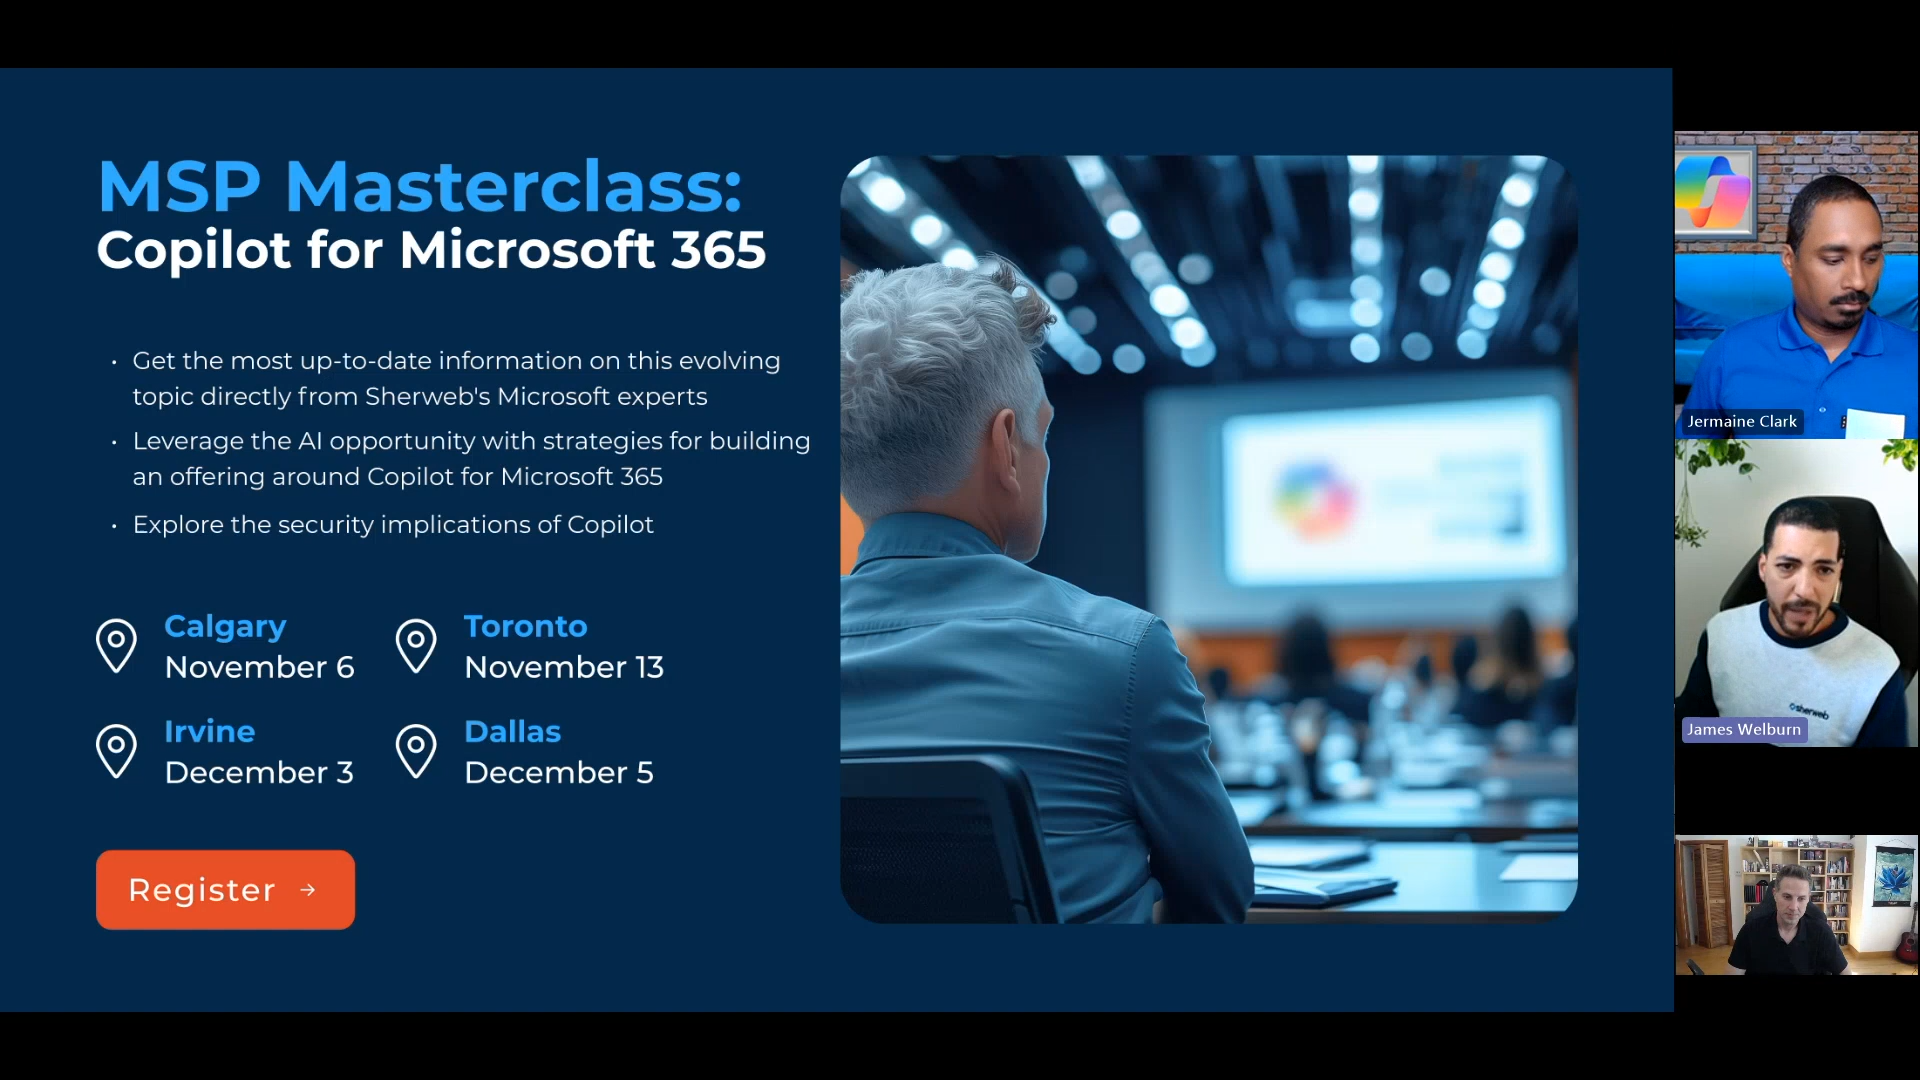 MSP Masterclass:
Copilot for Microsoft 365
• Get the most up-to-date information on this evolving
topic directly from Sherweb's Microsoft experts
• Leverage the AI opportunity with strategies for building
an offering around Copilot for Microsoft 365
• Explore the security implications of Copilot
Calgary
November 6
Toronto
November 13
Irvine
December 3
Dallas
December 5
Register →
Jermaine Clark
sherweb
James Welburn